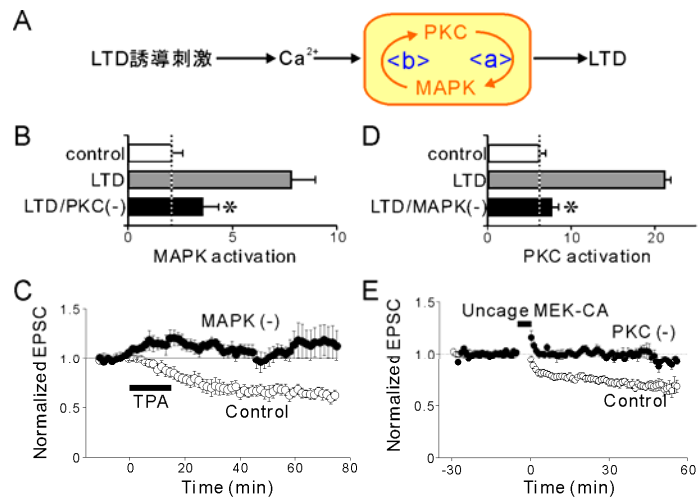 A
LTD誘導刺激 Ca²⁺ PKC <b> <a> MAPK LTD
B
control
LTD
LTD/PKC(-) *
0 5 10
MAPK activation
D
control
LTD
LTD/MAPK(-) *
0 10 20
PKC activation
C
Normalized EPSC
1.5
1.0
0.5
MAPK (-)
TPA
Control
0 20 40 60 80
Time (min)
E
Normalized EPSC
1.5
1.0
0.5
0
Uncage MEK-CA
PKC (-)
Control
-30 0 30 60
Time (min)